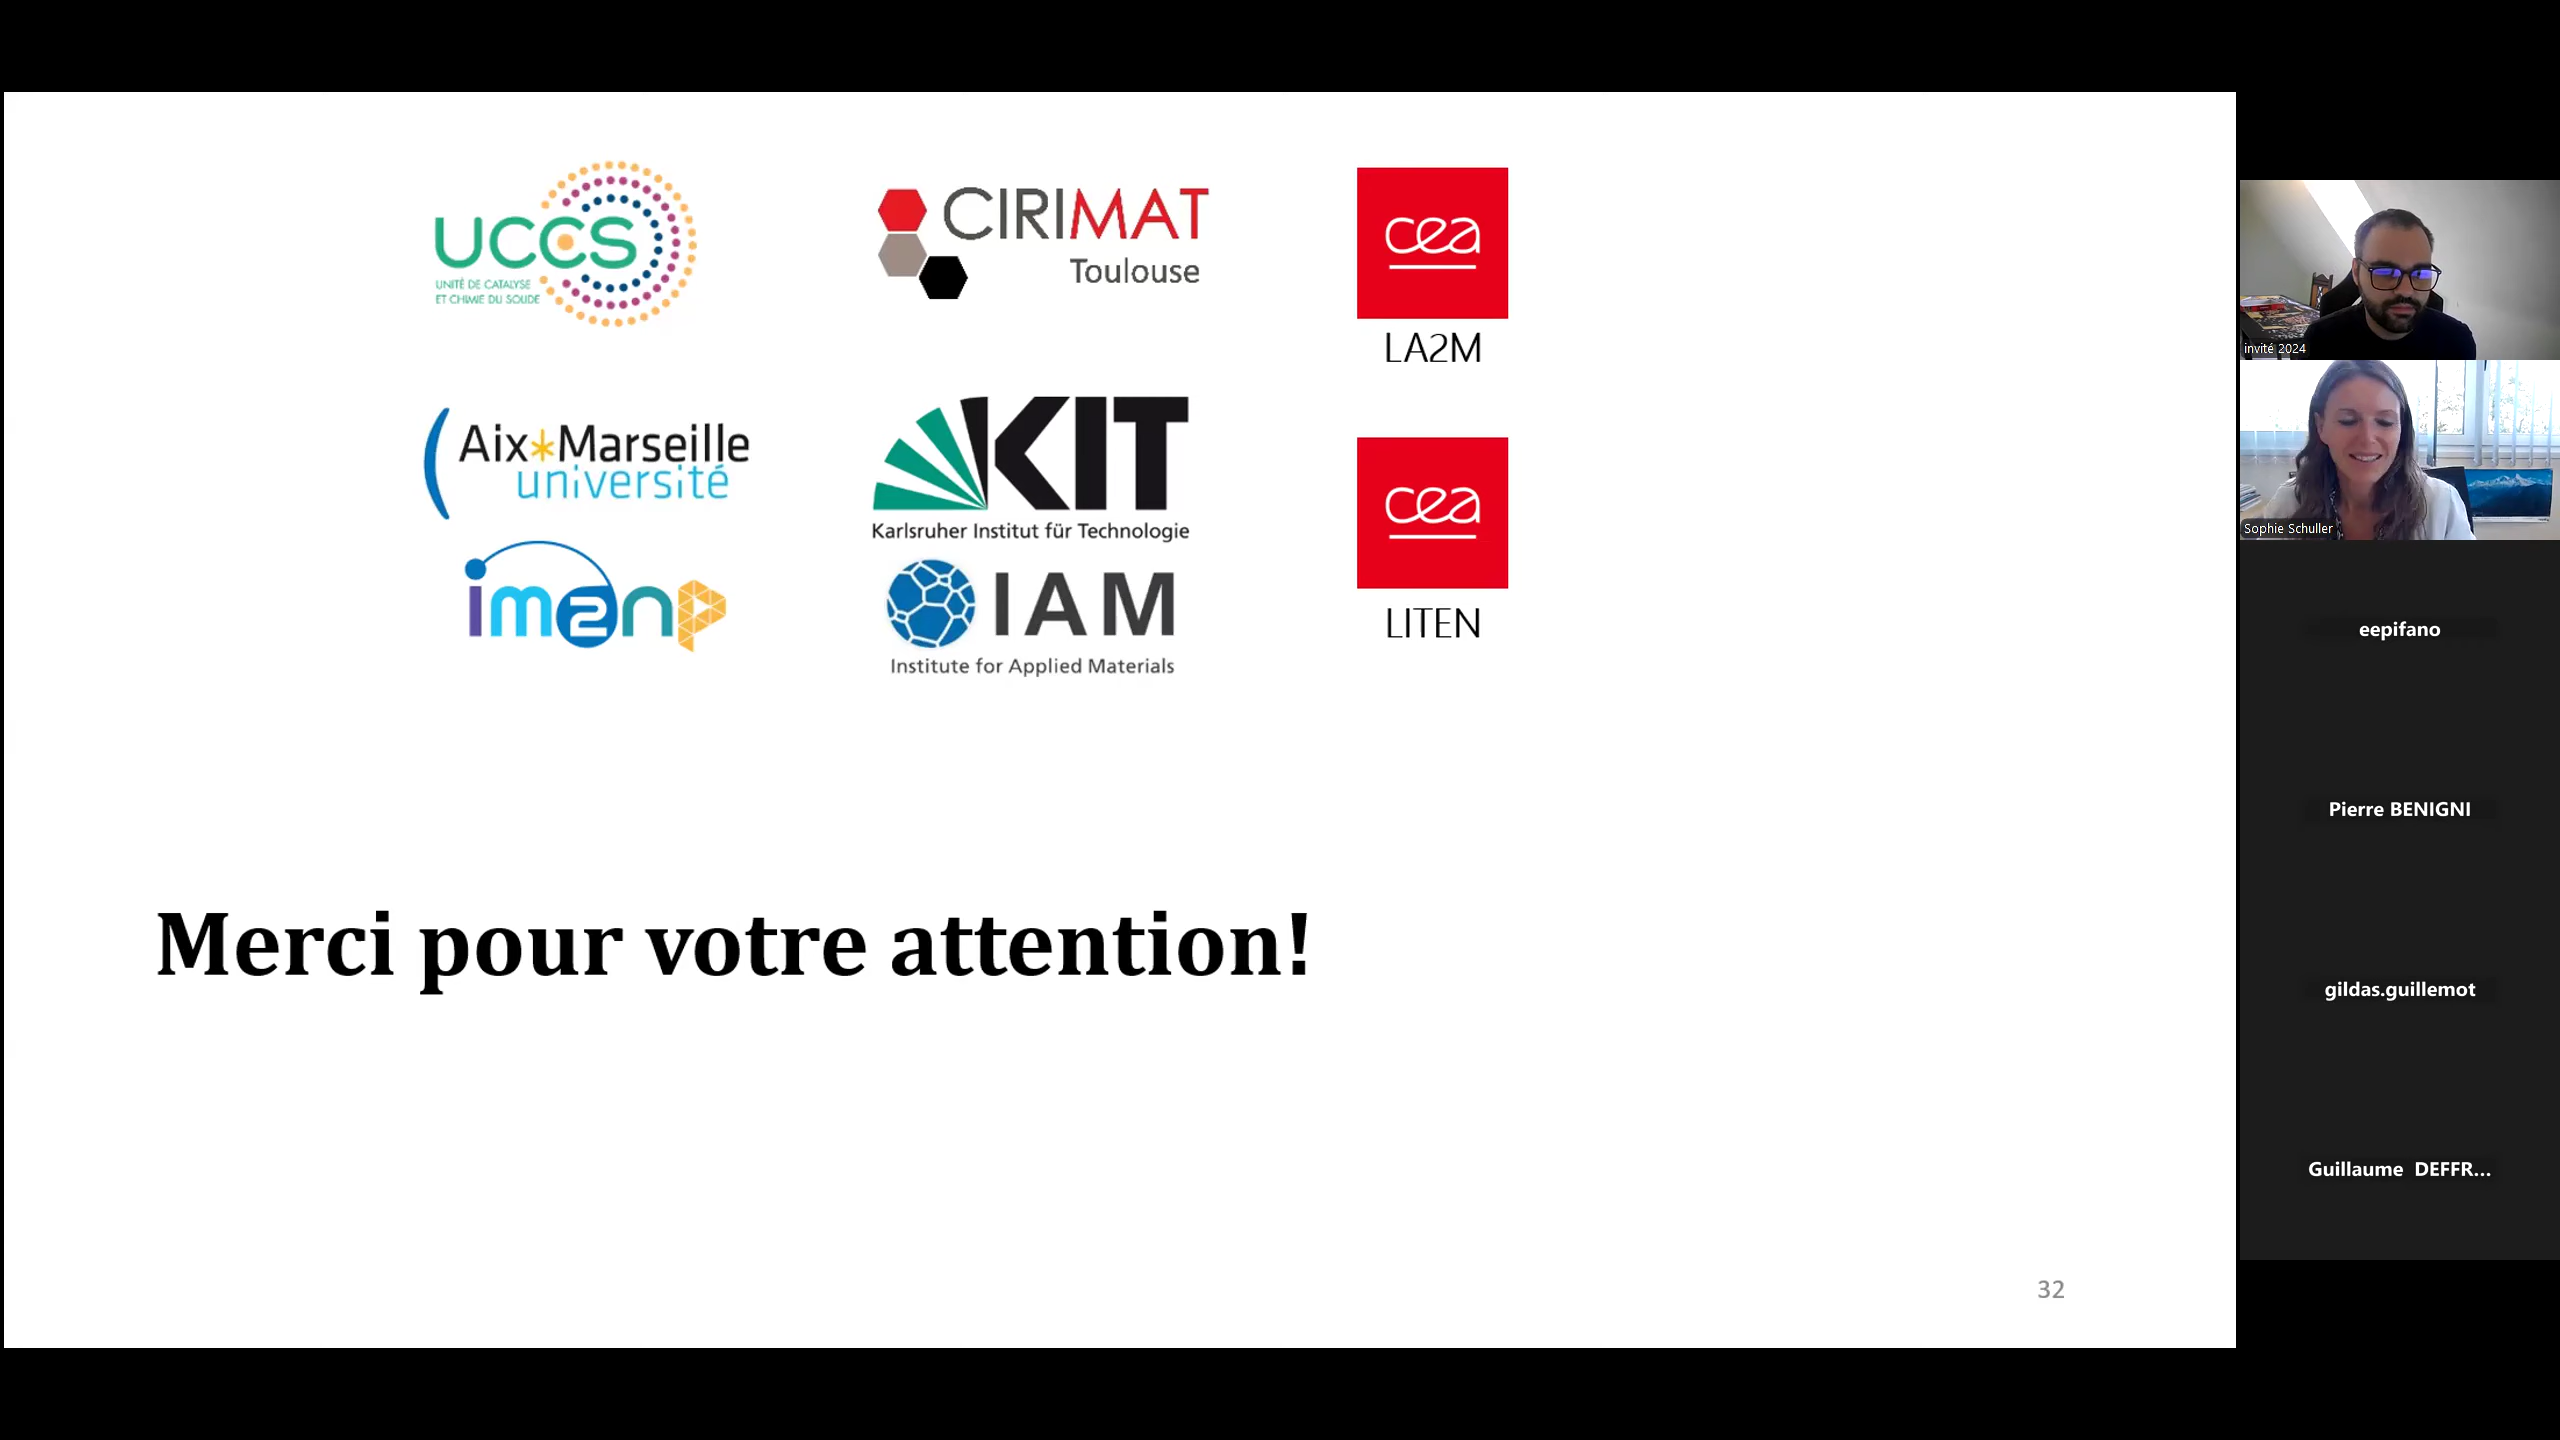 UCCS
UNITÉ DE CATALYSE
ET CHIMIE DU SOLIDE
CIRIMAT
Toulouse
cea
LA2M
Aix*Marseille
université
im2np
KIT
Karlsruher Institut für Technologie
IAM
Institute for Applied Materials
cea
LITEN
Merci pour votre attention!
32
invité 2024
Sophie Schuller
eepifano
Pierre BENIGNI
gildas.guillemot
Guillaume DEFFR...